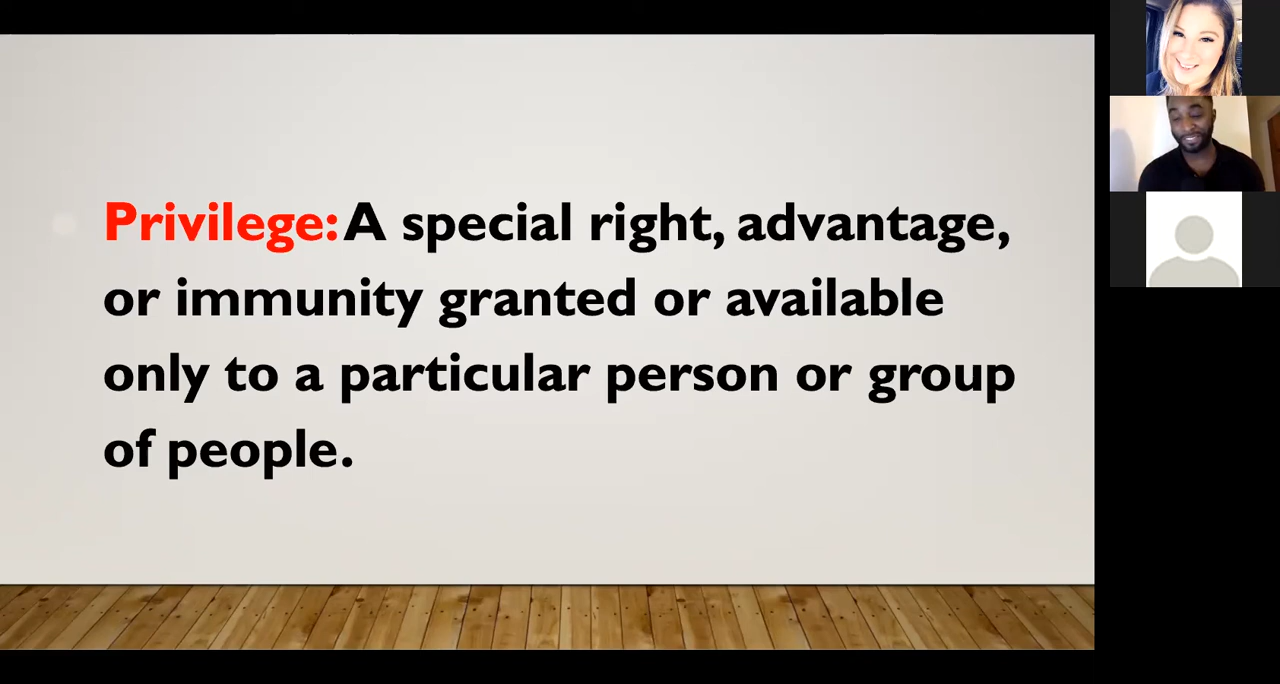 Privilege: A special right, advantage,
or immunity granted or available
only to a particular person or group
of people.